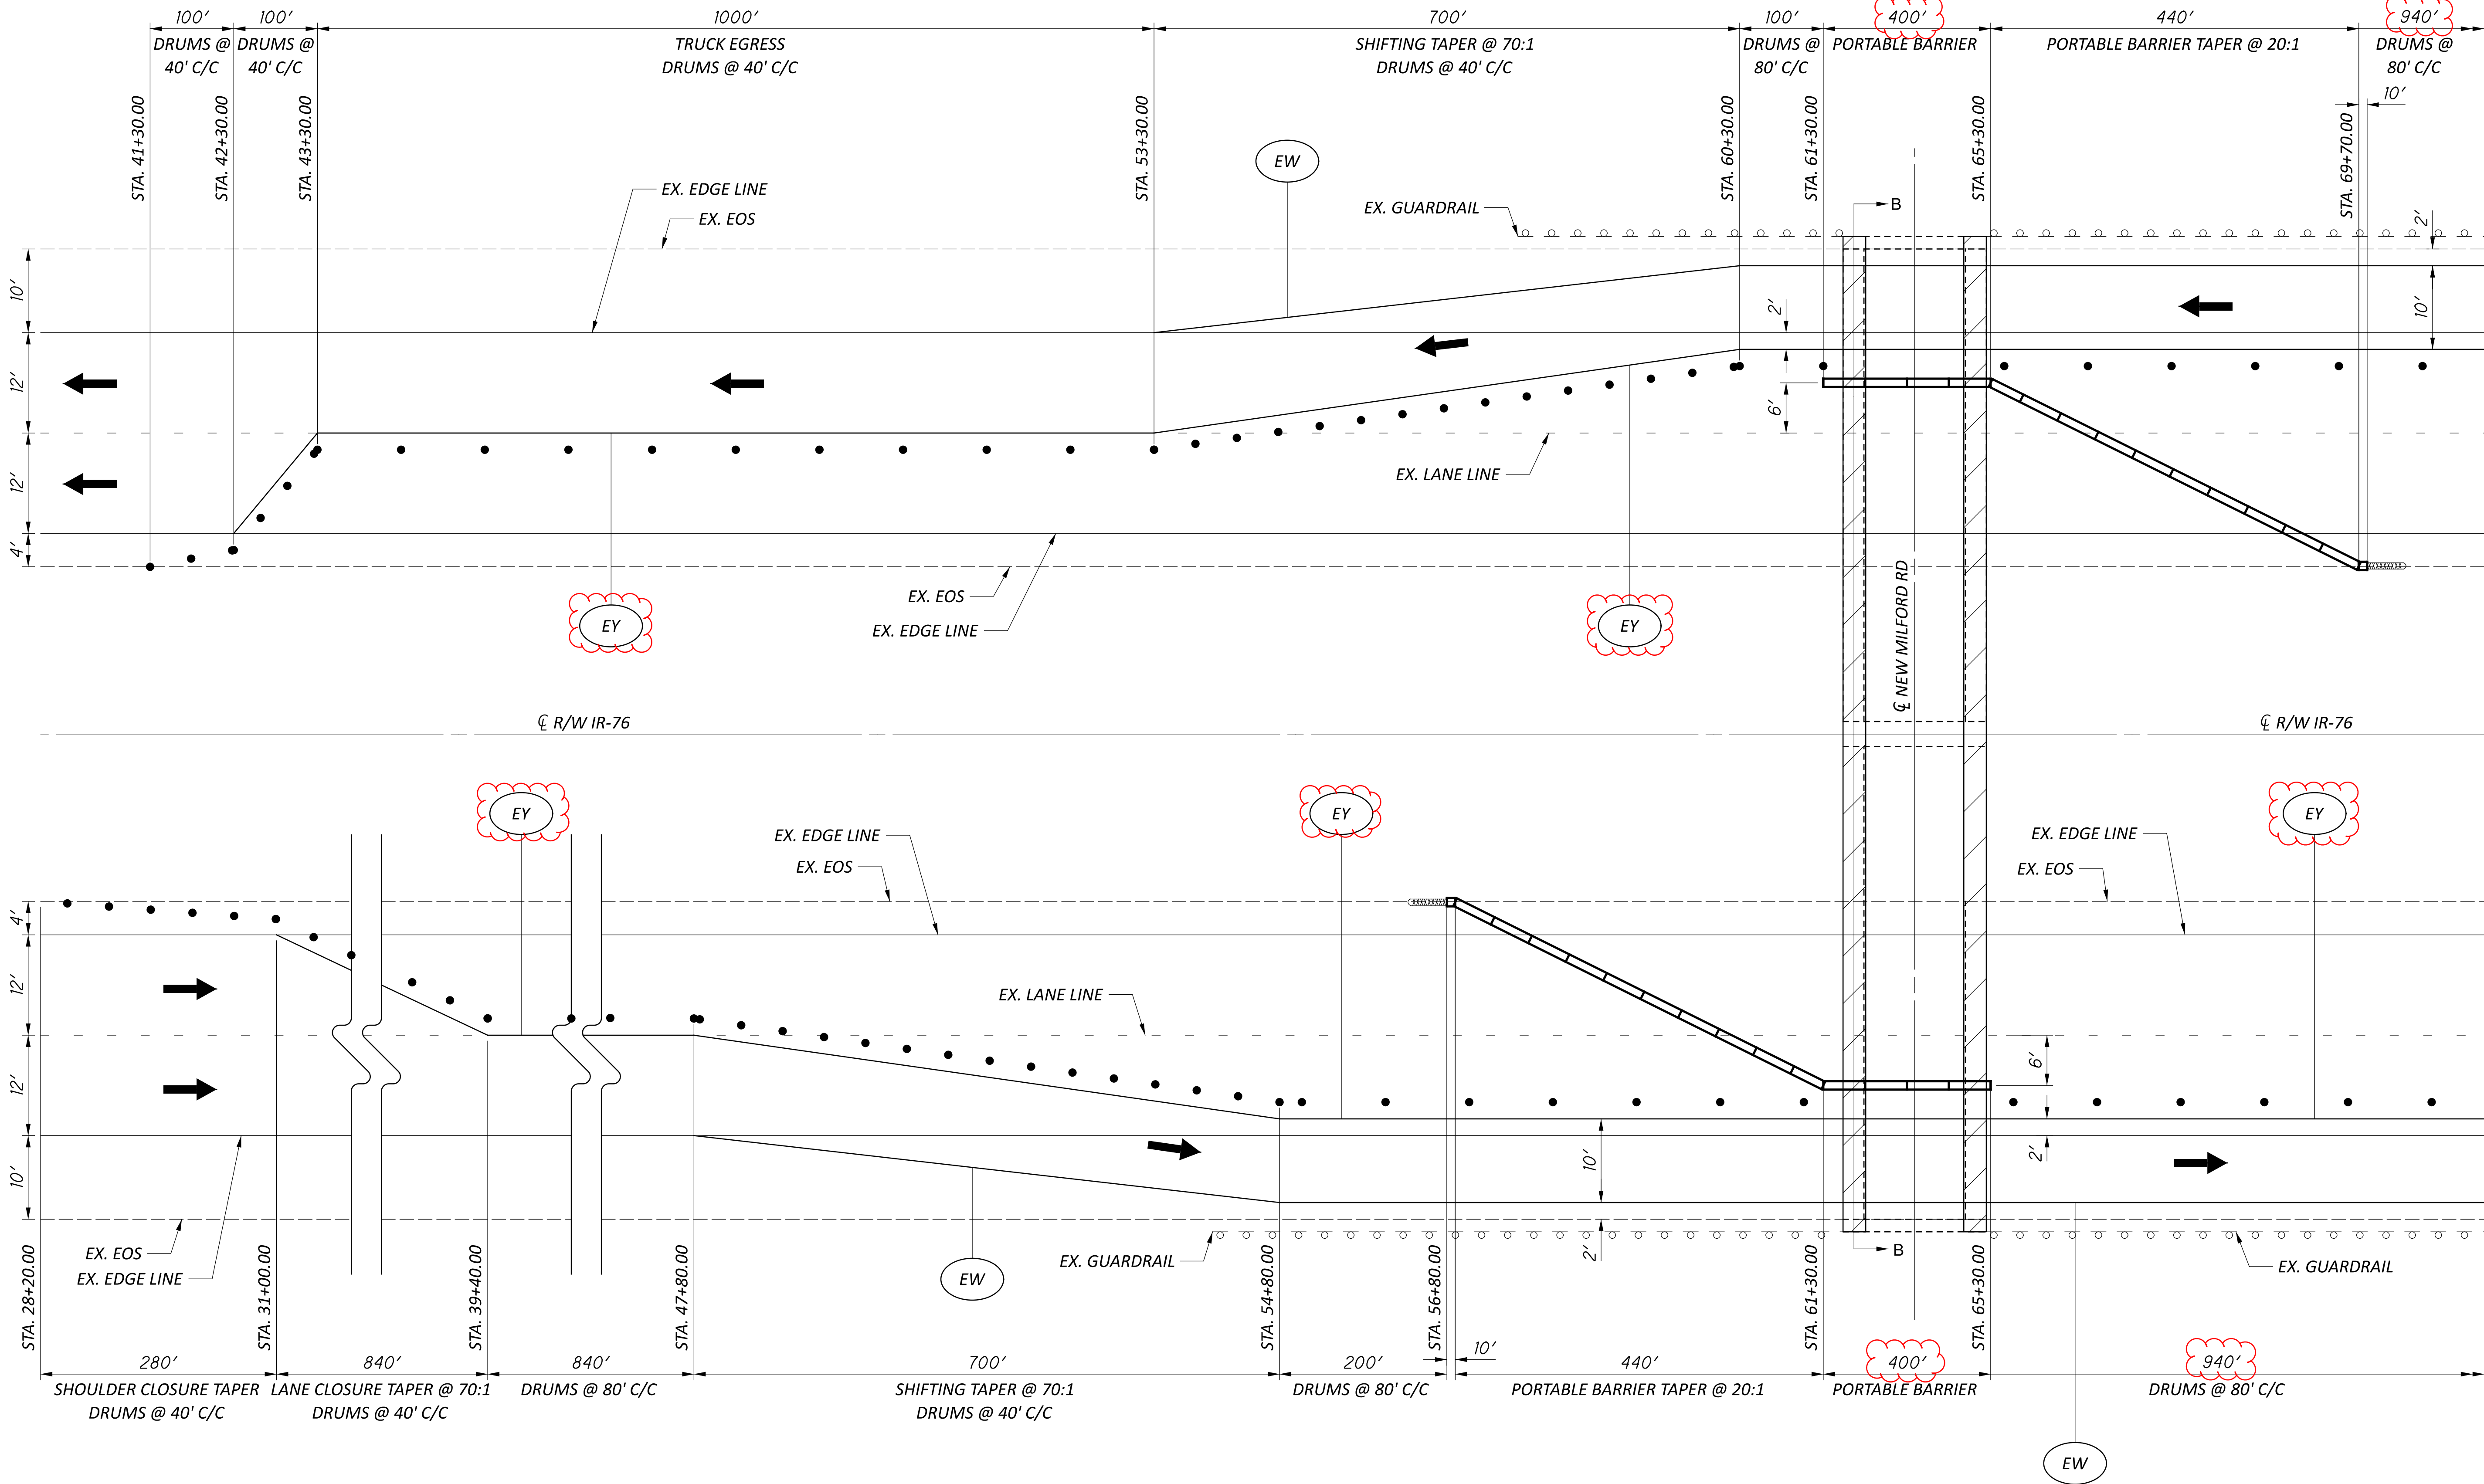 100' 100' 1000' 700' 100' 400' 440' 940'
DRUMS @ 40' C/C
DRUMS @ 40' C/C
TRUCK EGRESS
DRUMS @ 40' C/C
SHIFTING TAPER @ 70:1
DRUMS @ 40' C/C
DRUMS @ 80' C/C
PORTABLE BARRIER
PORTABLE BARRIER TAPER @ 20:1
DRUMS @ 80' C/C
10'
STA. 41+30.00
STA. 42+30.00
STA. 43+30.00
STA. 53+30.00
STA. 60+30.00
STA. 61+30.00
STA. 65+30.00
STA. 69+70.00
EW
EX. EDGE LINE
EX. EOS
EX. GUARDRAIL
B
2'
10'
10'
2'
12'
6'
12'
EX. LANE LINE
4'
EX. EOS
EX. EDGE LINE
EY
EY
℄ NEW MILFORD RD
℄ R/W IR-76
℄ R/W IR-76
EY
EY
EY
EX. EDGE LINE
EX. EOS
EX. EDGE LINE
EX. EOS
4'
12'
EX. LANE LINE
12'
6'
10'
10'
2'
2'
EX. EOS
EX. EDGE LINE
EW
EX. GUARDRAIL
B
EX. GUARDRAIL
STA. 28+20.00
STA. 31+00.00
STA. 39+40.00
STA. 47+80.00
STA. 54+80.00
STA. 56+80.00
STA. 61+30.00
STA. 65+30.00
280' 840' 840' 700' 200' 10' 440' 400' 940'
SHOULDER CLOSURE TAPER
DRUMS @ 40' C/C
LANE CLOSURE TAPER @ 70:1
DRUMS @ 40' C/C
DRUMS @ 80' C/C
SHIFTING TAPER @ 70:1
DRUMS @ 40' C/C
DRUMS @ 80' C/C
PORTABLE BARRIER TAPER @ 20:1
PORTABLE BARRIER
DRUMS @ 80' C/C
EW